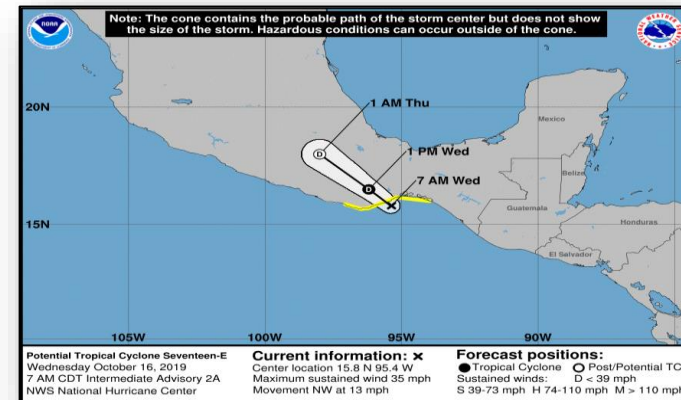 Note: The cone contains the probable path of the storm center but does not show
the size of the storm. Hazardous conditions can occur outside of the cone.
NOAA
1 AM Thu
20N
Mexico
D
1 PM Wed
D
7 AM Wed
Belize
Guatemala
15N
Honduras
El Salvador
105W
100W
95W
90W
Potential Tropical Cyclone Seventeen-E
Wednesday October 16, 2019
7 AM CDT Intermediate Advisory 2A
NWS National Hurricane Center
Current information: ×
Center location 15.8 N 95.4 W
Maximum sustained wind 35 mph
Movement NW at 13 mph
Forecast positions:
● Tropical Cyclone ○ Post/Potential TC
Sustained winds: D < 39 mph
S 39-73 mph H 74-110 mph M > 110 mph